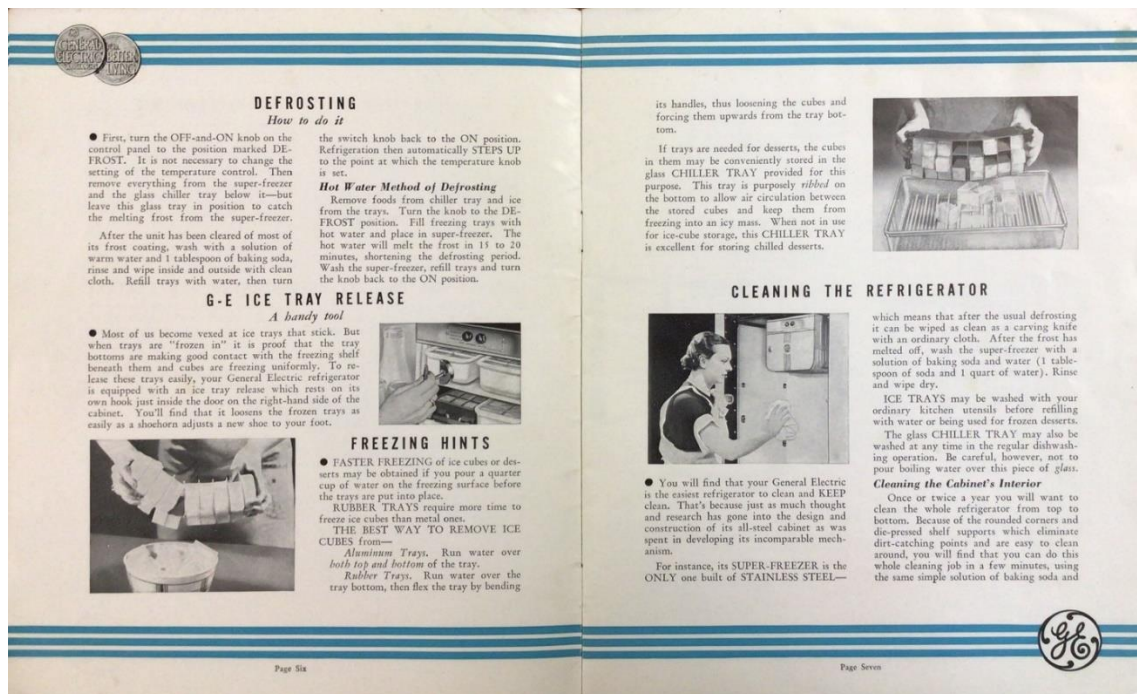 GENERAL
ELECTRIC
BETTER
LIVING
DEFROSTING
How to do it
● First, turn the OFF-and-ON knob on the
control panel to the position marked DE-
FROST. It is not necessary to change the
setting of the temperature control. Then
remove everything from the super-freezer
and the glass chiller tray below it—but
leave this glass tray in position to catch
the melting frost from the super-freezer.
After the unit has been cleared of most of
its frost coating, wash with a solution of
warm water and 1 tablespoon of baking soda,
rinse and wipe inside and outside with clean
cloth. Refill trays with water, then turn
the switch knob back to the ON position.
Refrigeration then automatically STEPS UP
to the point at which the temperature knob
is set.
Hot Water Method of Defrosting
Remove foods from chiller tray and ice
from the trays. Turn the knob to the DE-
FROST position. Fill freezing trays with
hot water and place in super-freezer. The
hot water will melt the frost in 15 to 20
minutes, shortening the defrosting period.
Wash the super-freezer, refill trays and turn
the knob back to the ON position.
G-E ICE TRAY RELEASE
A handy tool
● Most of us become vexed at ice trays that stick. But
when trays are "frozen in" it is proof that the tray
bottoms are making good contact with the freezing shelf
beneath them and cubes are freezing uniformly. To re-
lease these trays easily, your General Electric refrigerator
is equipped with an ice tray release which rests on its
own hook just inside the door on the right-hand side of the
cabinet. You'll find that it loosens the frozen trays as
easily as a shoehorn adjusts a new shoe to your foot.
FREEZING HINTS
● FASTER FREEZING of ice cubes or des-
serts may be obtained if you pour a quarter
cup of water on the freezing surface before
the trays are put into place.
RUBBER TRAYS require more time to
freeze ice cubes than metal ones.
THE BEST WAY TO REMOVE ICE
CUBES from—
Aluminum Trays. Run water over
both top and bottom of the tray.
Rubber Trays. Run water over the
tray bottom, then flex the tray by bending
Page Six
its handles, thus loosening the cubes and
forcing them upwards from the tray bot-
tom.
If trays are needed for desserts, the cubes
in them may be conveniently stored in the
glass CHILLER TRAY provided for this
purpose. This tray is purposely ribbed on
the bottom to allow air circulation between
the stored cubes and keep them from
freezing into an icy mass. When not in use
for ice-cube storage, this CHILLER TRAY
is excellent for storing chilled desserts.
CLEANING THE REFRIGERATOR
● You will find that your General Electric
is the easiest refrigerator to clean and KEEP
clean. That's because just as much thought
and research has gone into the design and
construction of its all-steel cabinet as was
spent in developing its incomparable mech-
anism.
For instance, its SUPER-FREEZER is the
ONLY one built of STAINLESS STEEL—
which means that after the usual defrosting
it can be wiped as clean as a carving knife
with an ordinary cloth. After the frost has
melted off, wash the super-freezer with a
solution of baking soda and water (1 table-
spoon of soda and 1 quart of water). Rinse
and wipe dry.
ICE TRAYS may be washed with your
ordinary kitchen utensils before refilling
with water or being used for frozen desserts.
The glass CHILLER TRAY may also be
washed at any time in the regular dishwash-
ing operation. Be careful, however, not to
pour boiling water over this piece of glass.
Cleaning the Cabinet's Interior
Once or twice a year you will want to
clean the whole refrigerator from top to
bottom. Because of the rounded corners and
die-pressed shelf supports which eliminate
dirt-catching points and are easy to clean
around, you will find that you can do this
whole cleaning job in a few minutes, using
the same simple solution of baking soda and
GE
Page Seven